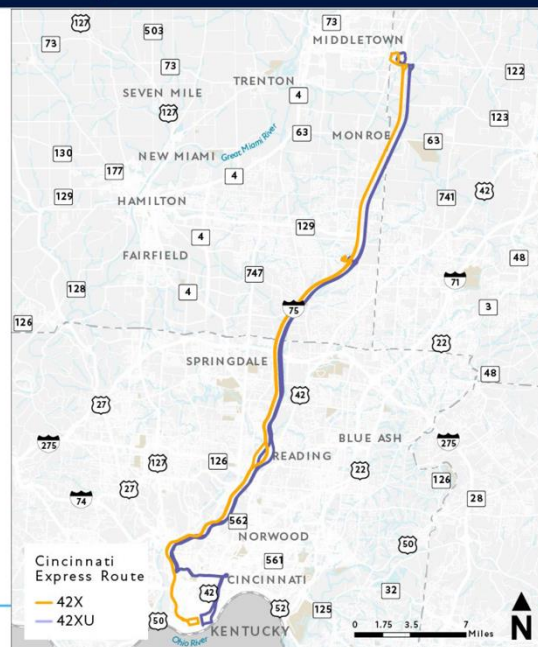 127
503
73
MIDDLETOWN
73
73
122
TRENTON
SEVEN MILE
4
127
123
Great Miami River
63
MONROE
63
130
NEW MIAMI
177
4
42
129
741
HAMILTON
129
4
FAIRFIELD
48
747
71
128
4
75
3
126
22
SPRINGDALE
48
42
27
BLUE ASH
275
275
127
126
READING
22
126
27
74
28
562
NORWOOD
50
561
Cincinnati
Express Route
42X
42XU
CINCINNATI
42
32
50
52
125
KENTUCKY
Ohio River
0 1.75 3.5 7
Miles
N